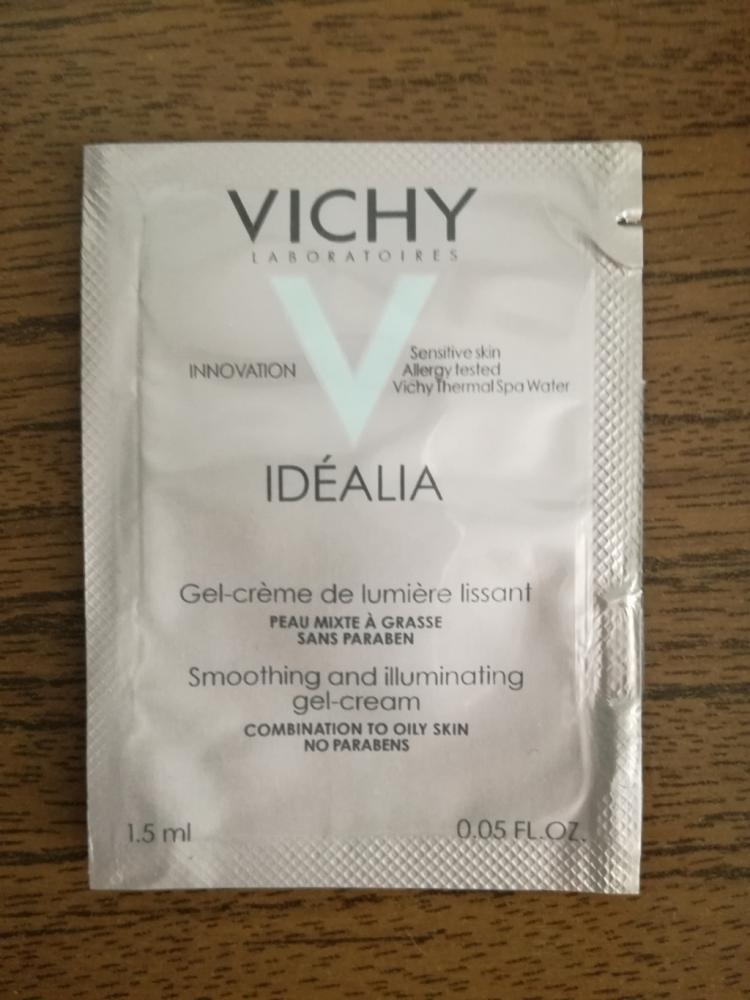 VICHY
LABORATOIRES
INNOVATION
Sensitive skin
Allergy tested
Vichy Thermal Spa Water
IDÉALIA
Gel-crème de lumière lissant
PEAU MIXTE À GRASSE
SANS PARABEN
Smoothing and illuminating
gel-cream
COMBINATION TO OILY SKIN
NO PARABENS
1.5 ml
0.05 FL.OZ.